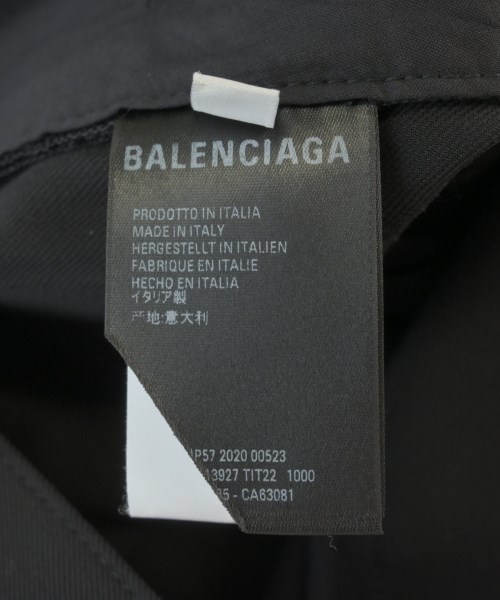 BALENCIAGA
PRODOTTO IN ITALIA
MADE IN ITALY
HERGESTELLT IN ITALIEN
FABRIQUE EN ITALIE
HECHO EN ITALIA
イタリア製
产地:意大利
2020 00523
TIT22 1000
- CA63081